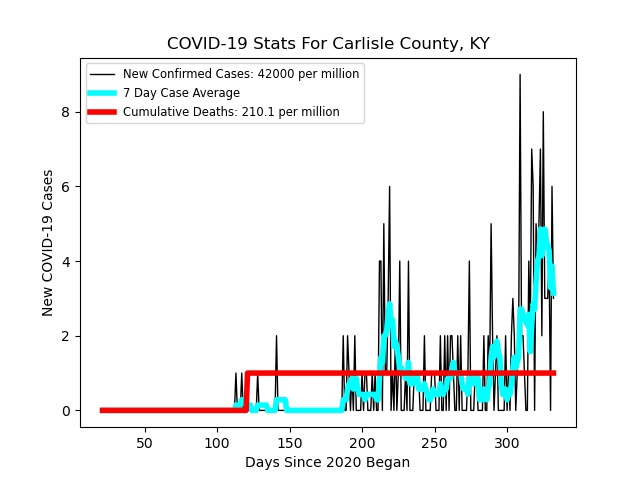 COVID-19 Stats For Carlisle County, KY
New Confirmed Cases: 42000 per million
7 Day Case Average
Cumulative Deaths: 210.1 per million
New COVID-19 Cases
8
6
4
2
0
50 100 150 200 250 300
Days Since 2020 Began